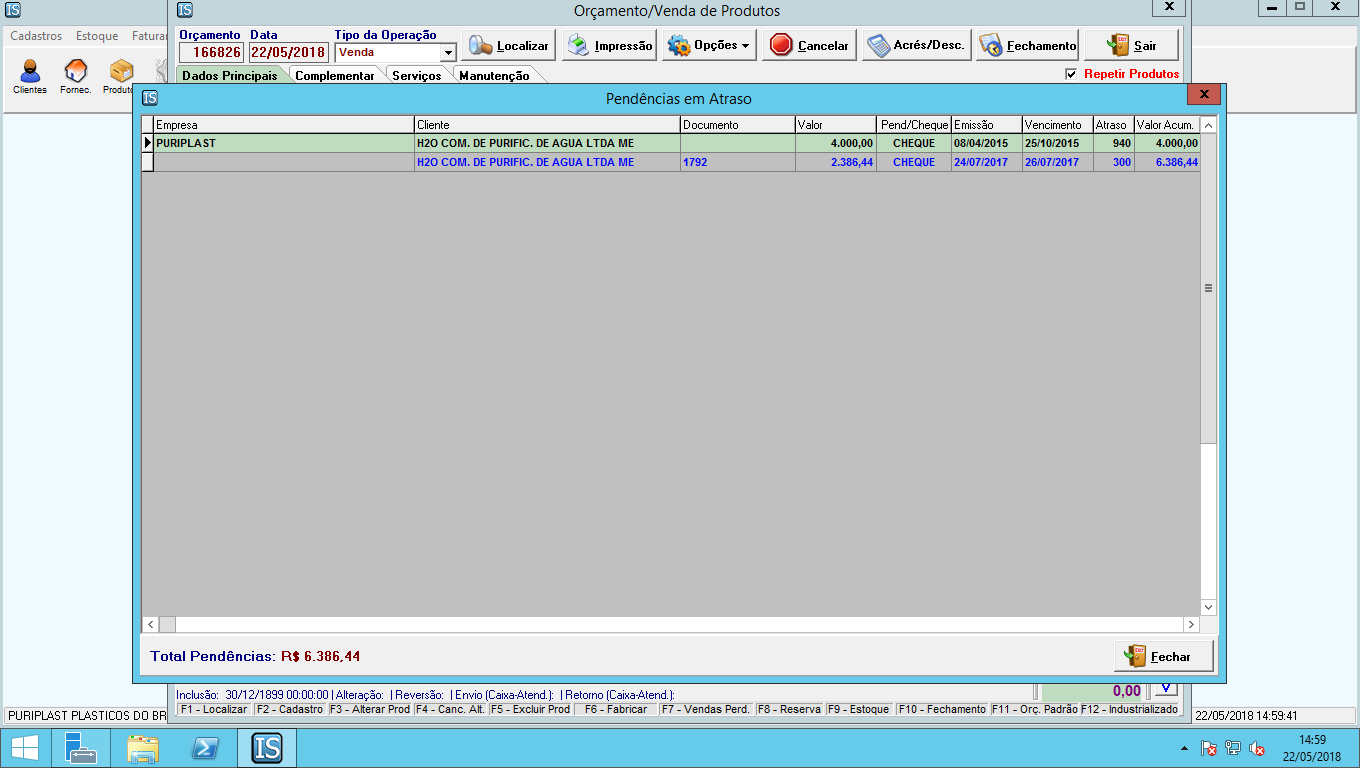 IS
IS Orçamento/Venda de Produtos X
X
Cadastros Estoque Fatura
Orçamento Data Tipo da Operação
166826 22/05/2018 Venda
Localizar Impressão Opções Cancelar Acrés/Desc. Fechamento Sair
Dados Principais Complementar Serviços Manutenção Repetir Produtos
Clientes Fornec. Produto
IS Pendências em Atraso X
Empresa Cliente Documento Valor Pend/Cheque Emissão Vencimento Atraso Valor Acum.
PURIPLAST H2O COM. DE PURIFIC. DE AGUA LTDA ME 4.000,00 CHEQUE 08/04/2015 25/10/2015 940 4.000,00
H2O COM. DE PURIFIC. DE AGUA LTDA ME 1792 2.386,44 CHEQUE 24/07/2017 26/07/2017 300 6.386,44
Total Pendências: R$ 6.386,44 Fechar
Inclusão: 30/12/1899 00:00:00 | Alteração: | Reversão: | Envio (Caixa-Atend.): | Retorno (Caixa-Atend.): 0,00 V
F1 - Localizar F2 - Cadastro F3 - Alterar Prod F4 - Canc. Alt. F5 - Excluir Prod F6 - Fabricar F7 - Vendas Perd. F8 - Reserva F9 - Estoque F10 - Fechamento F11 - Orç. Padrão F12 - Industrializado
PURIPLAST PLASTICOS DO BR 22/05/2018 14:59:41
IS
14:59
22/05/2018